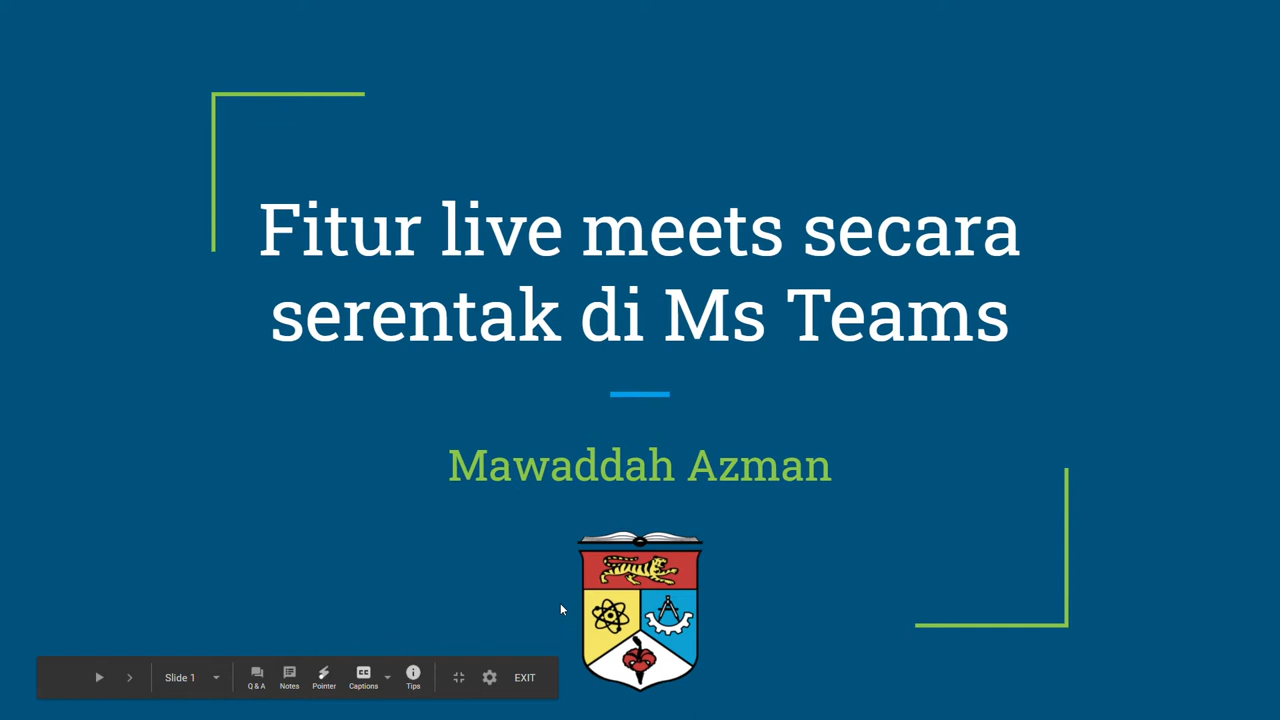 Fitur live meets secara
serentak di Ms Teams
Mawaddah Azman
Slide 1
Q & A
Notes
Pointer
Captions
Tips
EXIT